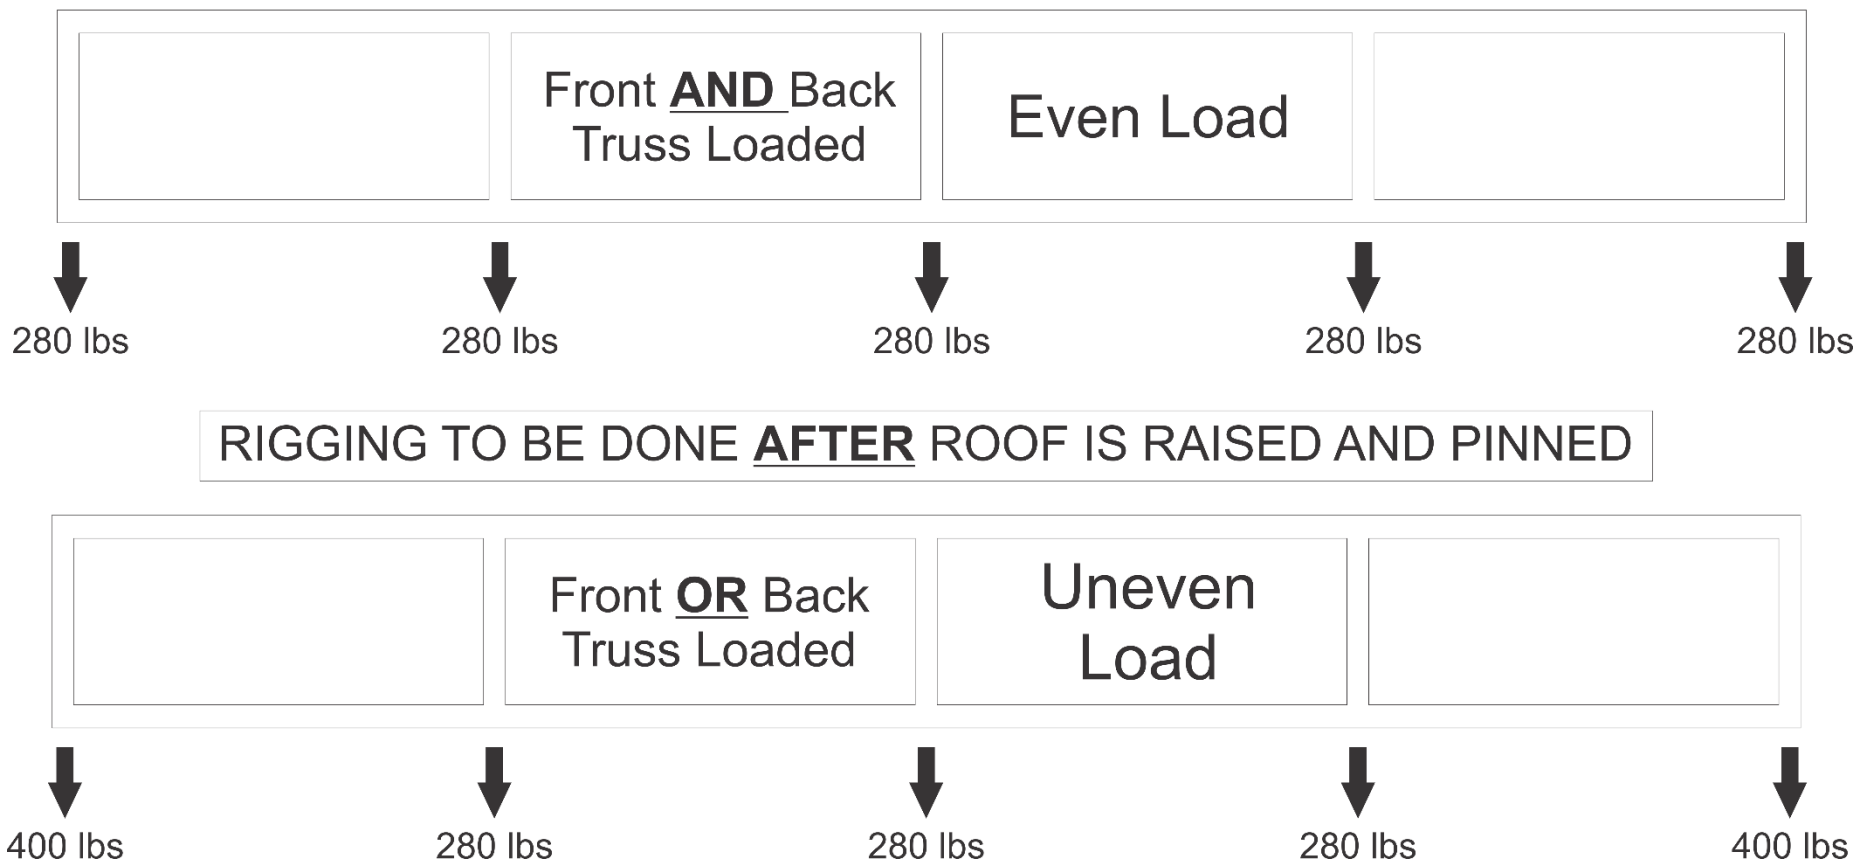 Front AND Back
Truss Loaded
Even Load
280 lbs
280 lbs
280 lbs
280 lbs
280 lbs
RIGGING TO BE DONE AFTER ROOF IS RAISED AND PINNED
Front OR Back
Truss Loaded
Uneven
Load
400 lbs
280 lbs
280 lbs
280 lbs
400 lbs